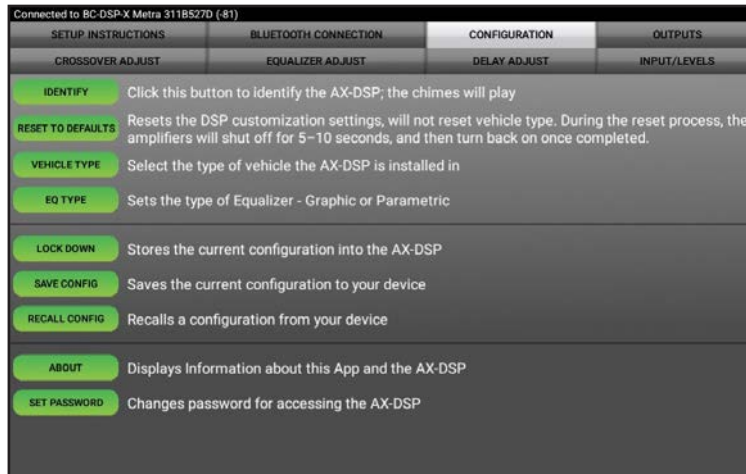 Connected to BC-DSP-X Metra 311B527D (-81)
SETUP INSTRUCTIONS BLUETOOTH CONNECTION CONFIGURATION OUTPUTS
CROSSOVER ADJUST EQUALIZER ADJUST DELAY ADJUST INPUT/LEVELS
IDENTIFY Click this button to identify the AX-DSP; the chimes will play
RESET TO DEFAULTS Resets the DSP customization settings, will not reset vehicle type. During the reset process, the
amplifiers will shut off for 5–10 seconds, and then turn back on once completed.
VEHICLE TYPE Select the type of vehicle the AX-DSP is installed in
EQ TYPE Sets the type of Equalizer - Graphic or Parametric
LOCK DOWN Stores the current configuration into the AX-DSP
SAVE CONFIG Saves the current configuration to your device
RECALL CONFIG Recalls a configuration from your device
ABOUT Displays Information about this App and the AX-DSP
SET PASSWORD Changes password for accessing the AX-DSP